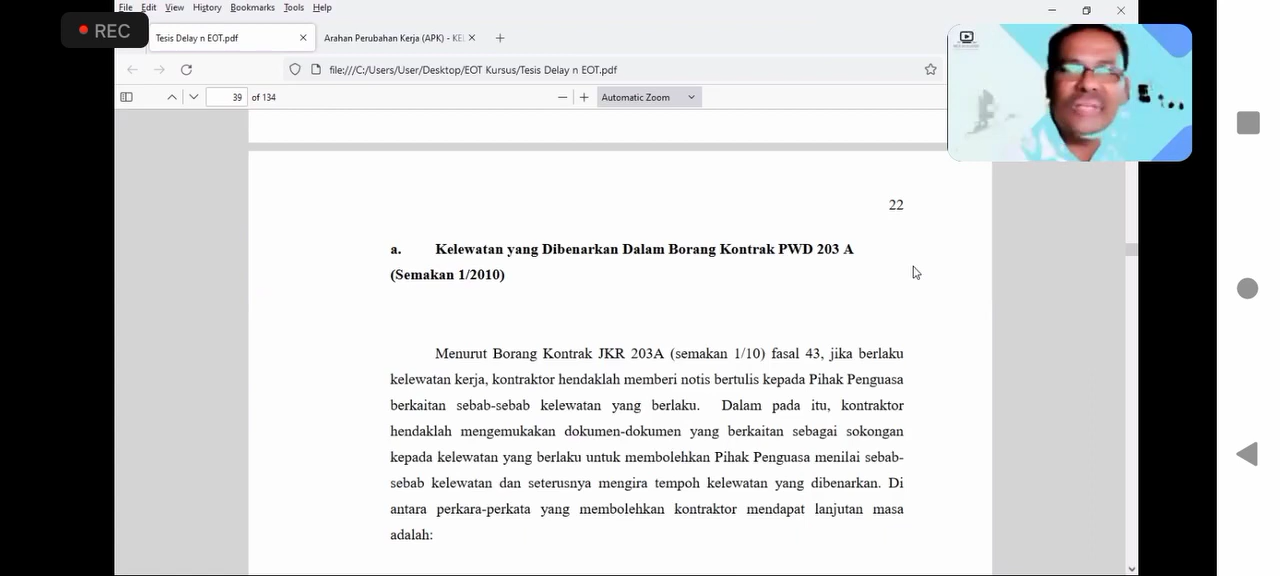 File Edit View History Bookmarks Tools Help
REC
Tesis Delay n EOT.pdf
Arahan Perubahan Kerja (APK) - KEL
file:///C:/Users/User/Desktop/EOT Kursus/Tesis Delay n EOT.pdf
39 of 134
Automatic Zoom
22
a. Kelewatan yang Dibenarkan Dalam Borang Kontrak PWD 203 A
(Semakan 1/2010)
Menurut Borang Kontrak JKR 203A (semakan 1/10) fasal 43, jika berlaku
kelewatan kerja, kontraktor hendaklah memberi notis bertulis kepada Pihak Penguasa
berkaitan sebab-sebab kelewatan yang berlaku. Dalam pada itu, kontraktor
hendaklah mengemukakan dokumen-dokumen yang berkaitan sebagai sokongan
kepada kelewatan yang berlaku untuk membolehkan Pihak Penguasa menilai sebab-
sebab kelewatan dan seterusnya mengira tempoh kelewatan yang dibenarkan. Di
antara perkara-perkata yang membolehkan kontraktor mendapat lanjutan masa
adalah: